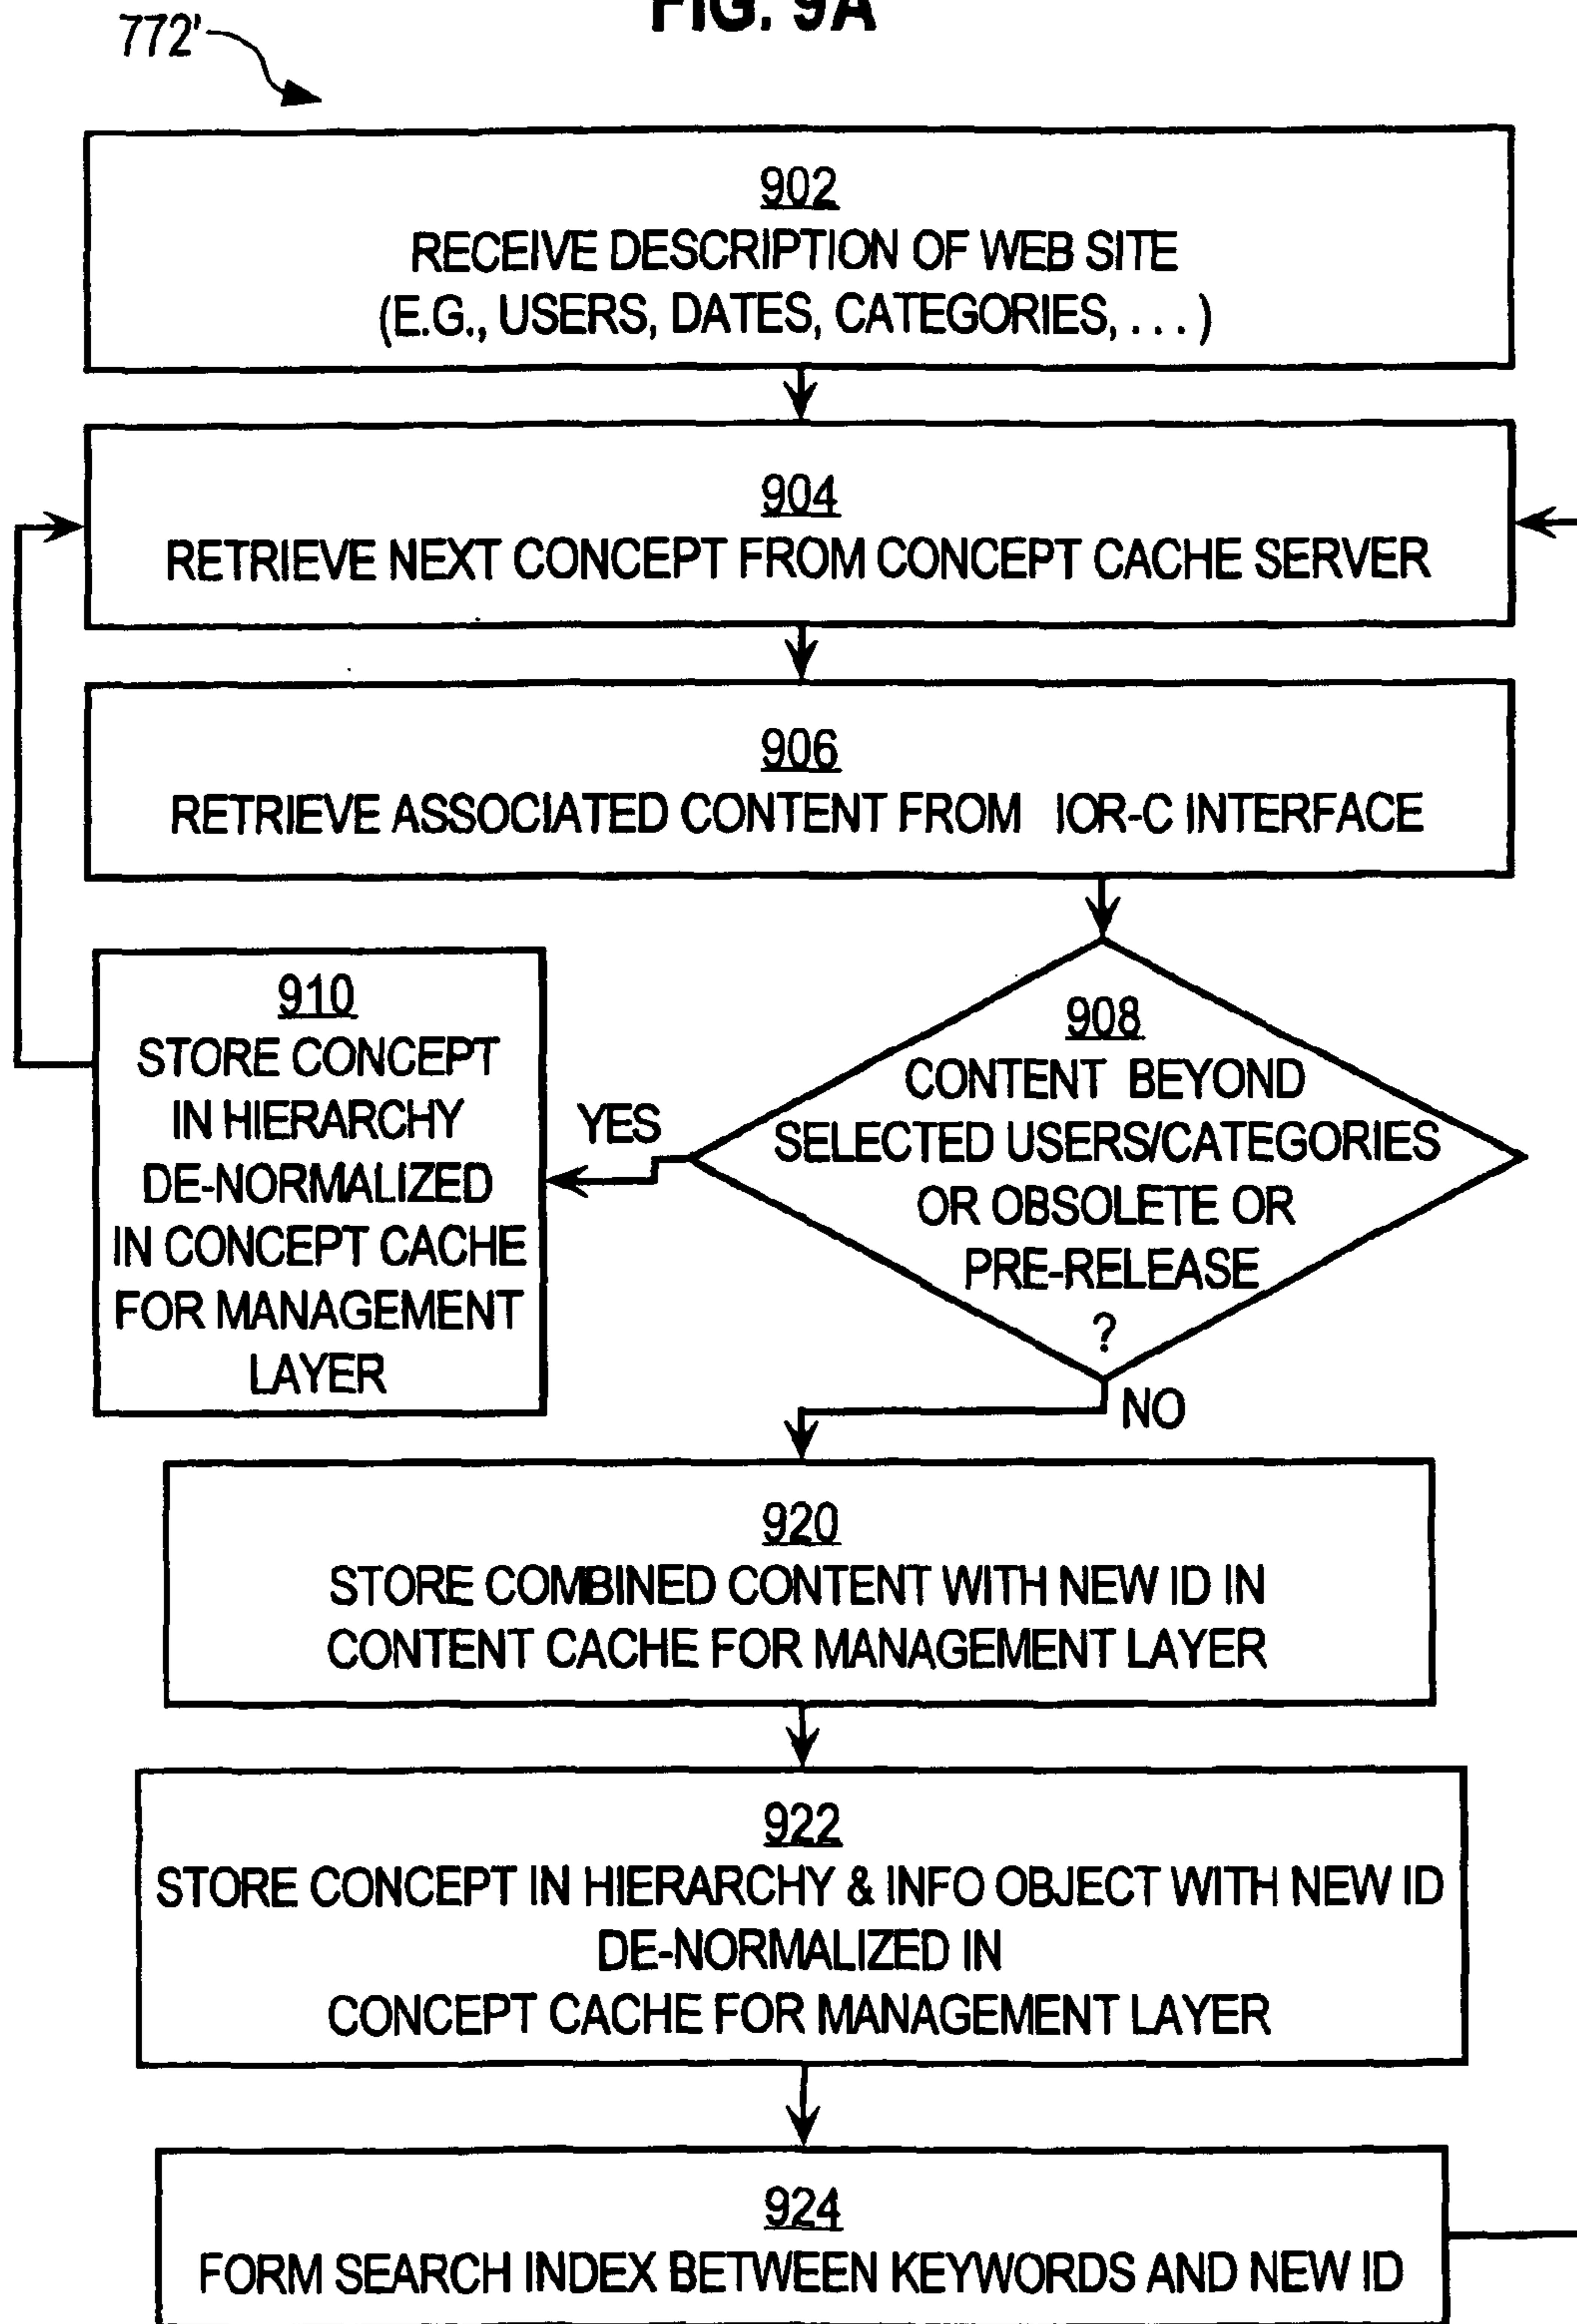 FIG. 9A
772'
902
RECEIVE DESCRIPTION OF WEB SITE
(E.G., USERS, DATES, CATEGORIES, . . . )
904
RETRIEVE NEXT CONCEPT FROM CONCEPT CACHE SERVER
906
RETRIEVE ASSOCIATED CONTENT FROM IOR-C INTERFACE
908
CONTENT BEYOND
SELECTED USERS/CATEGORIES
OR OBSOLETE OR
PRE-RELEASE
?
YES
910
STORE CONCEPT
IN HIERARCHY
DE-NORMALIZED
IN CONCEPT CACHE
FOR MANAGEMENT
LAYER
NO
920
STORE COMBINED CONTENT WITH NEW ID IN
CONTENT CACHE FOR MANAGEMENT LAYER
922
STORE CONCEPT IN HIERARCHY & INFO OBJECT WITH NEW ID
DE-NORMALIZED IN
CONCEPT CACHE FOR MANAGEMENT LAYER
924
FORM SEARCH INDEX BETWEEN KEYWORDS AND NEW ID